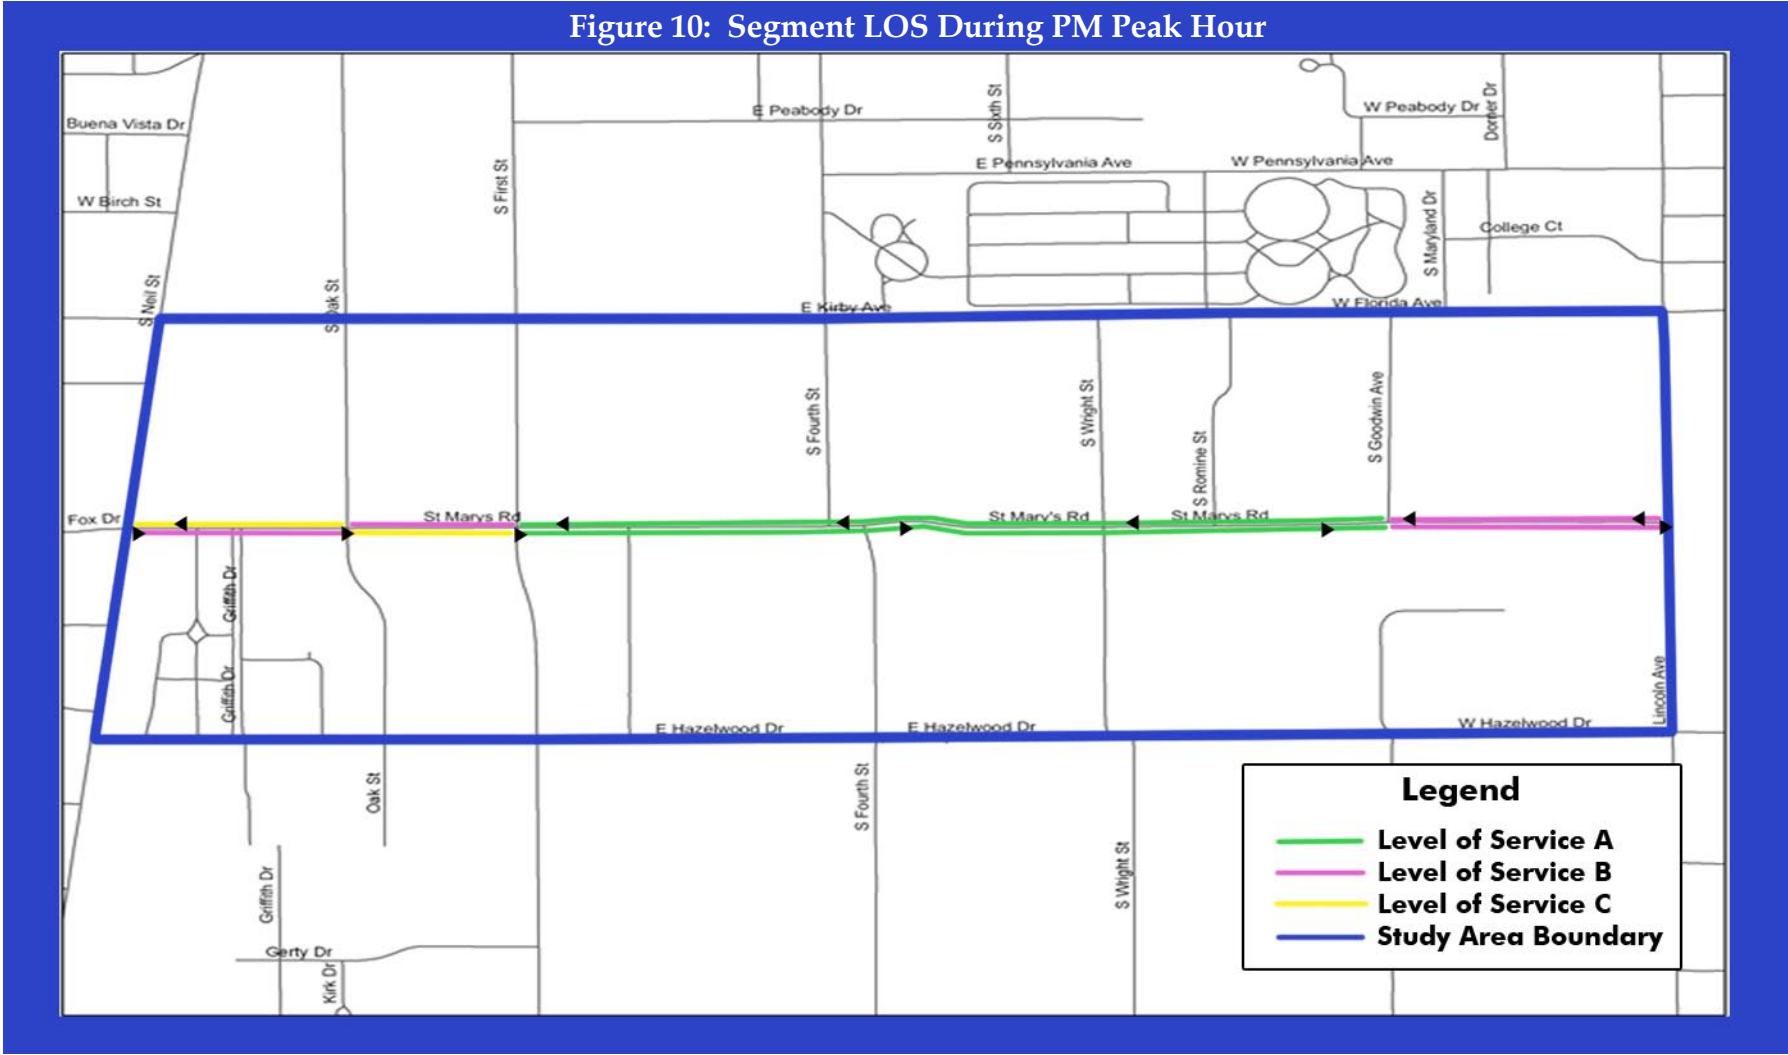 Figure 10:  Segment LOS During PM Peak Hour
E Peabody Dr
S Sixth St
W Peabody Dr
Dorner Dr
Buena Vista Dr
S First St
E Pennsylvania Ave
W Pennsylvania Ave
W Birch St
S Maryland Dr
College Ct
S Neil St
S Oak St
E Kirby Ave
W Florida Ave
S Fourth St
S Wright St
S Romine St
S Goodwin Ave
Fox Dr
St Marys Rd
St Mary's Rd
St Marys Rd
Griffith Dr
Griffith Dr
Lincoln Ave
E Hazelwood Dr
E Hazelwood Dr
W Hazelwood Dr
Oak St
S Fourth St
S Wright St
Griffith Dr
Gerty Dr
Kirk Dr
Legend
Level of Service A
Level of Service B
Level of Service C
Study Area Boundary